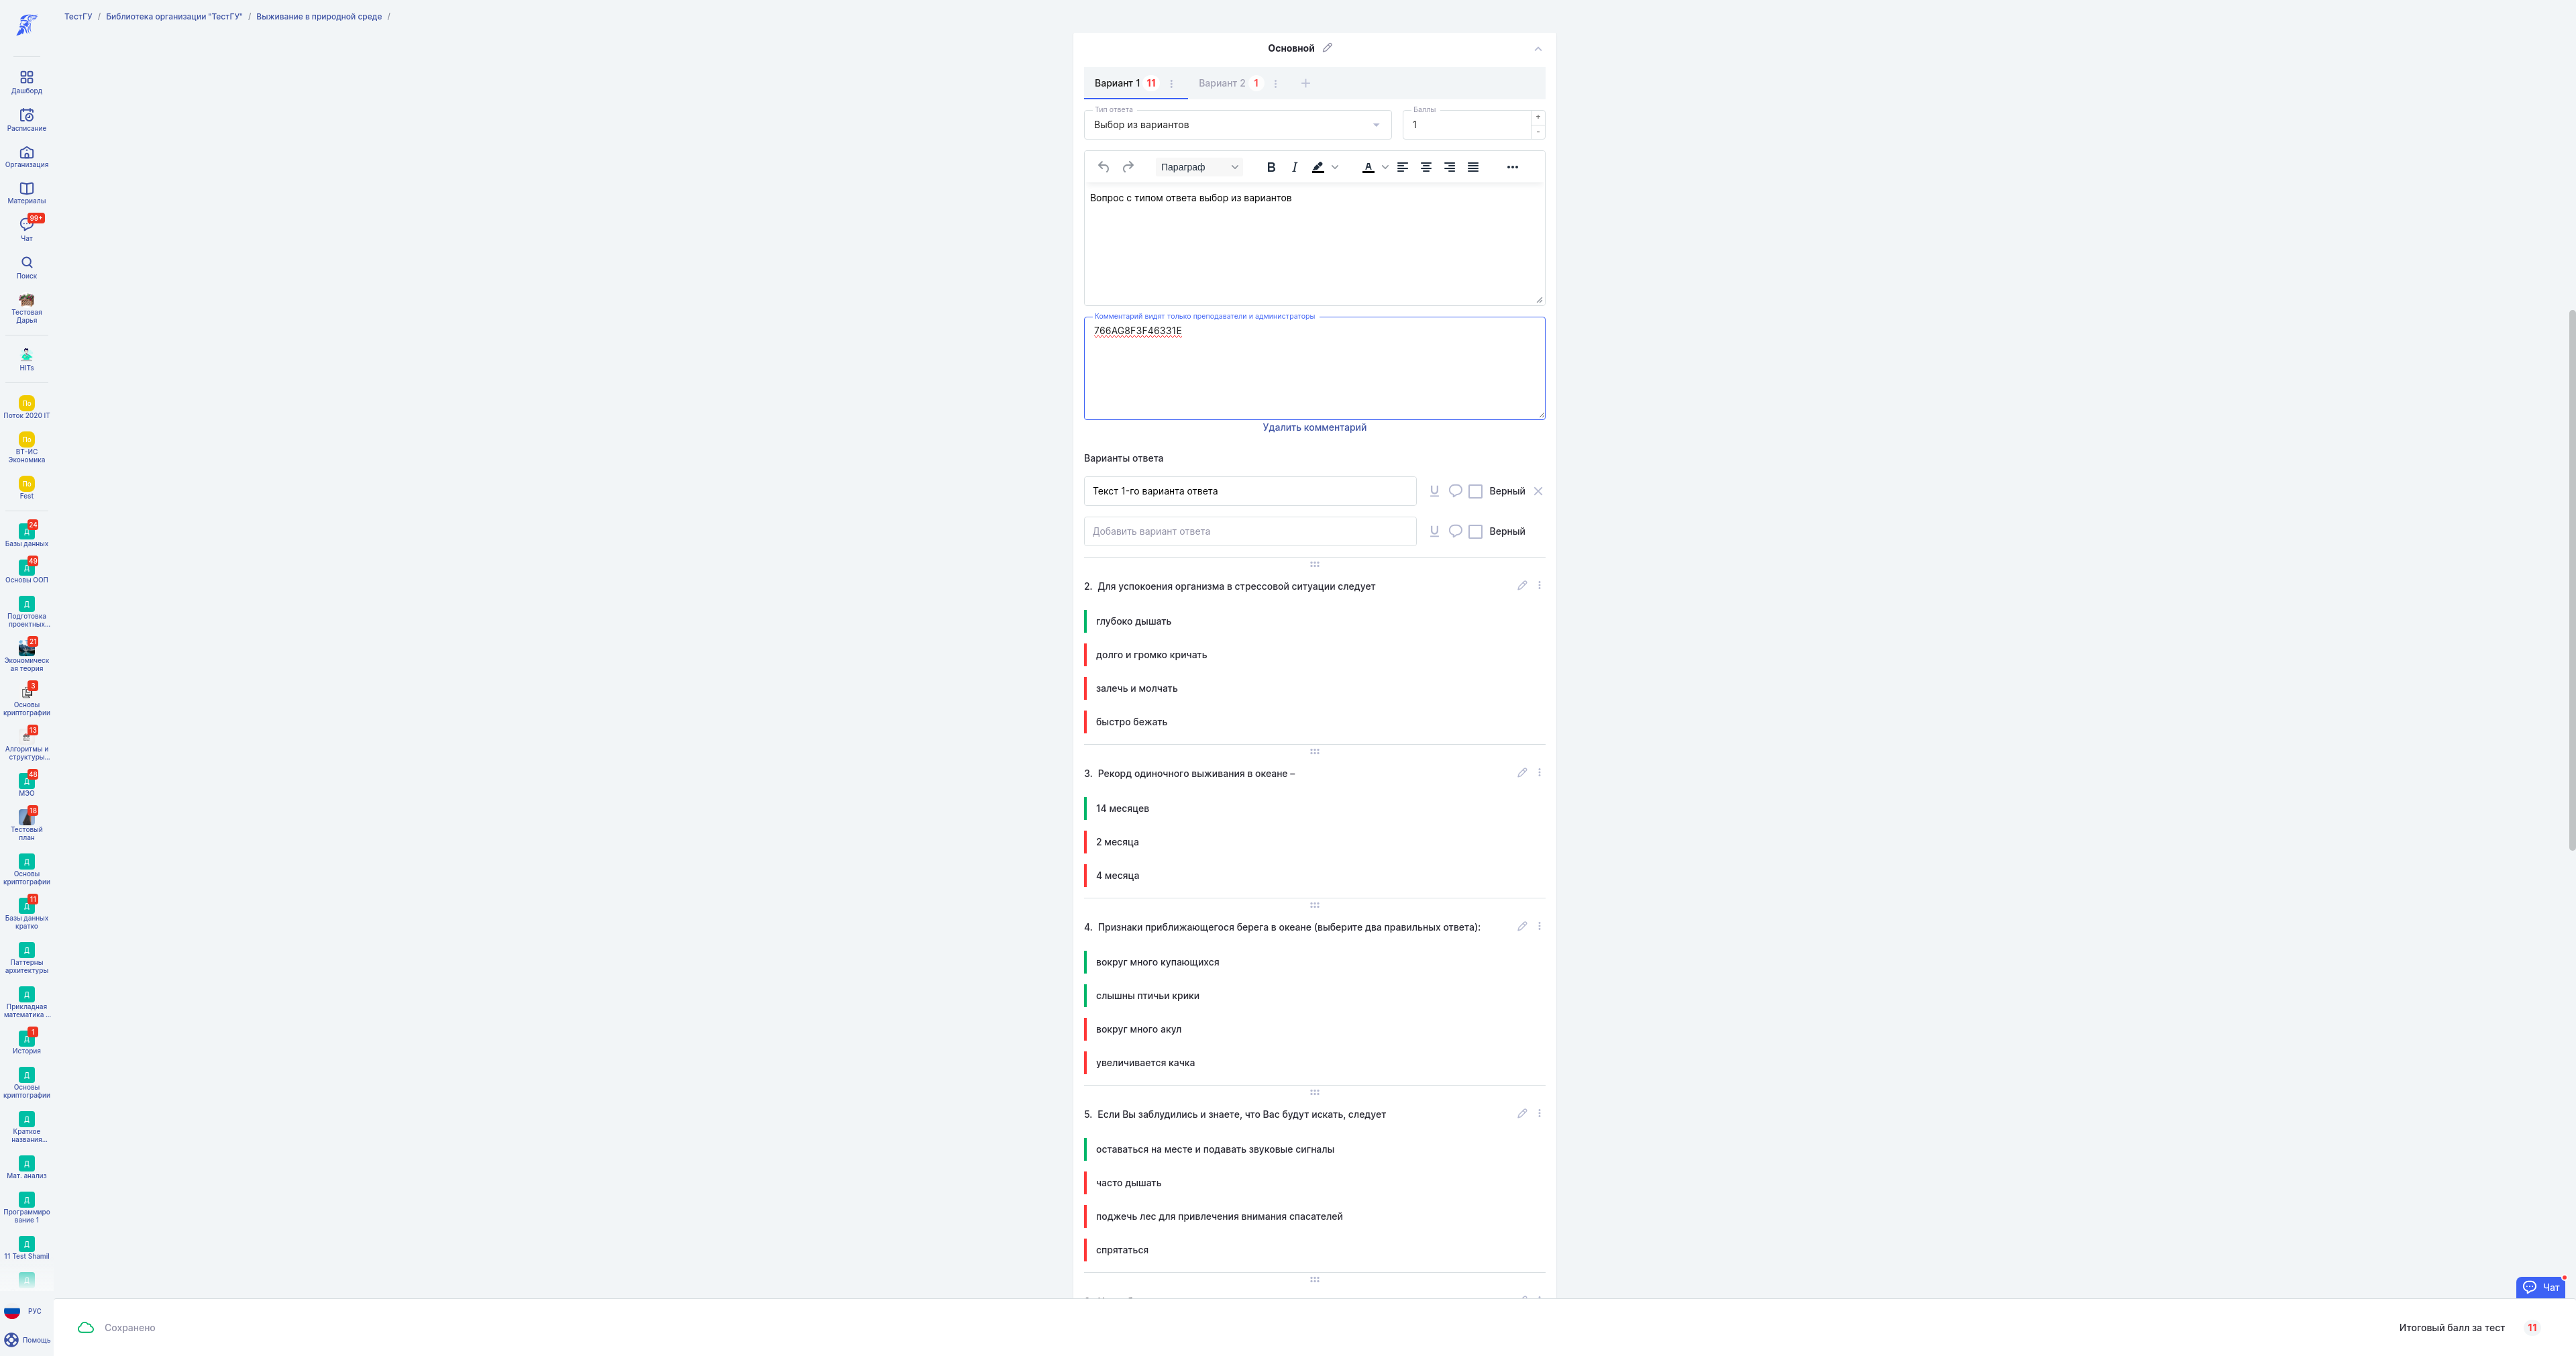 ТестГУ / Библиотека организации "ТестГУ" / Выживание в природной среде /
Дашборд
Расписание
Организация
Материалы
99+
Чат
Поиск
Тестовая
Дарья
HITs
По
Поток 2020 IT
По
ВТ-ИС
Экономика
По
Fest
24
Д
Базы данных
49
Д
Основы ООП
Д
Подготовка
проектных...
21
Экономическ
ая теория
3
Основы
криптографии
13
Алгоритмы и
структуры...
48
Д
МЭО
18
Тестовый
план
Д
Основы
криптографии
11
Д
Базы данных
кратко
Д
Паттерны
архитектуры
Д
Прикладная
математика ...
1
Д
История
Д
Основы
криптографии
Д
Краткое
названия...
Д
Мат. анализ
Д
Программиро
вание 1
Д
11 Test Shamil
Д
РУС
Помощь
Основной
Вариант 1 11
Вариант 2 1
Тип ответа
Выбор из вариантов
Баллы
1
+
-
Параграф
B I A
Вопрос с типом ответа выбор из вариантов
Комментарий видят только преподаватели и администраторы
766AG8F3F46331E
Удалить комментарий
Варианты ответа
Текст 1-го варианта ответа
U
Верный
Добавить вариант ответа
U
Верный
2. Для успокоения организма в стрессовой ситуации следует
глубоко дышать
долго и громко кричать
залечь и молчать
быстро бежать
3. Рекорд одиночного выживания в океане –
14 месяцев
2 месяца
4 месяца
4. Признаки приближающегося берега в океане (выберите два правильных ответа):
вокруг много купающихся
слышны птичьи крики
вокруг много акул
увеличивается качка
5. Если Вы заблудились и знаете, что Вас будут искать, следует
оставаться на месте и подавать звуковые сигналы
часто дышать
поджечь лес для привлечения внимания спасателей
спрятаться
Чат
Сохранено
Итоговый балл за тест 11